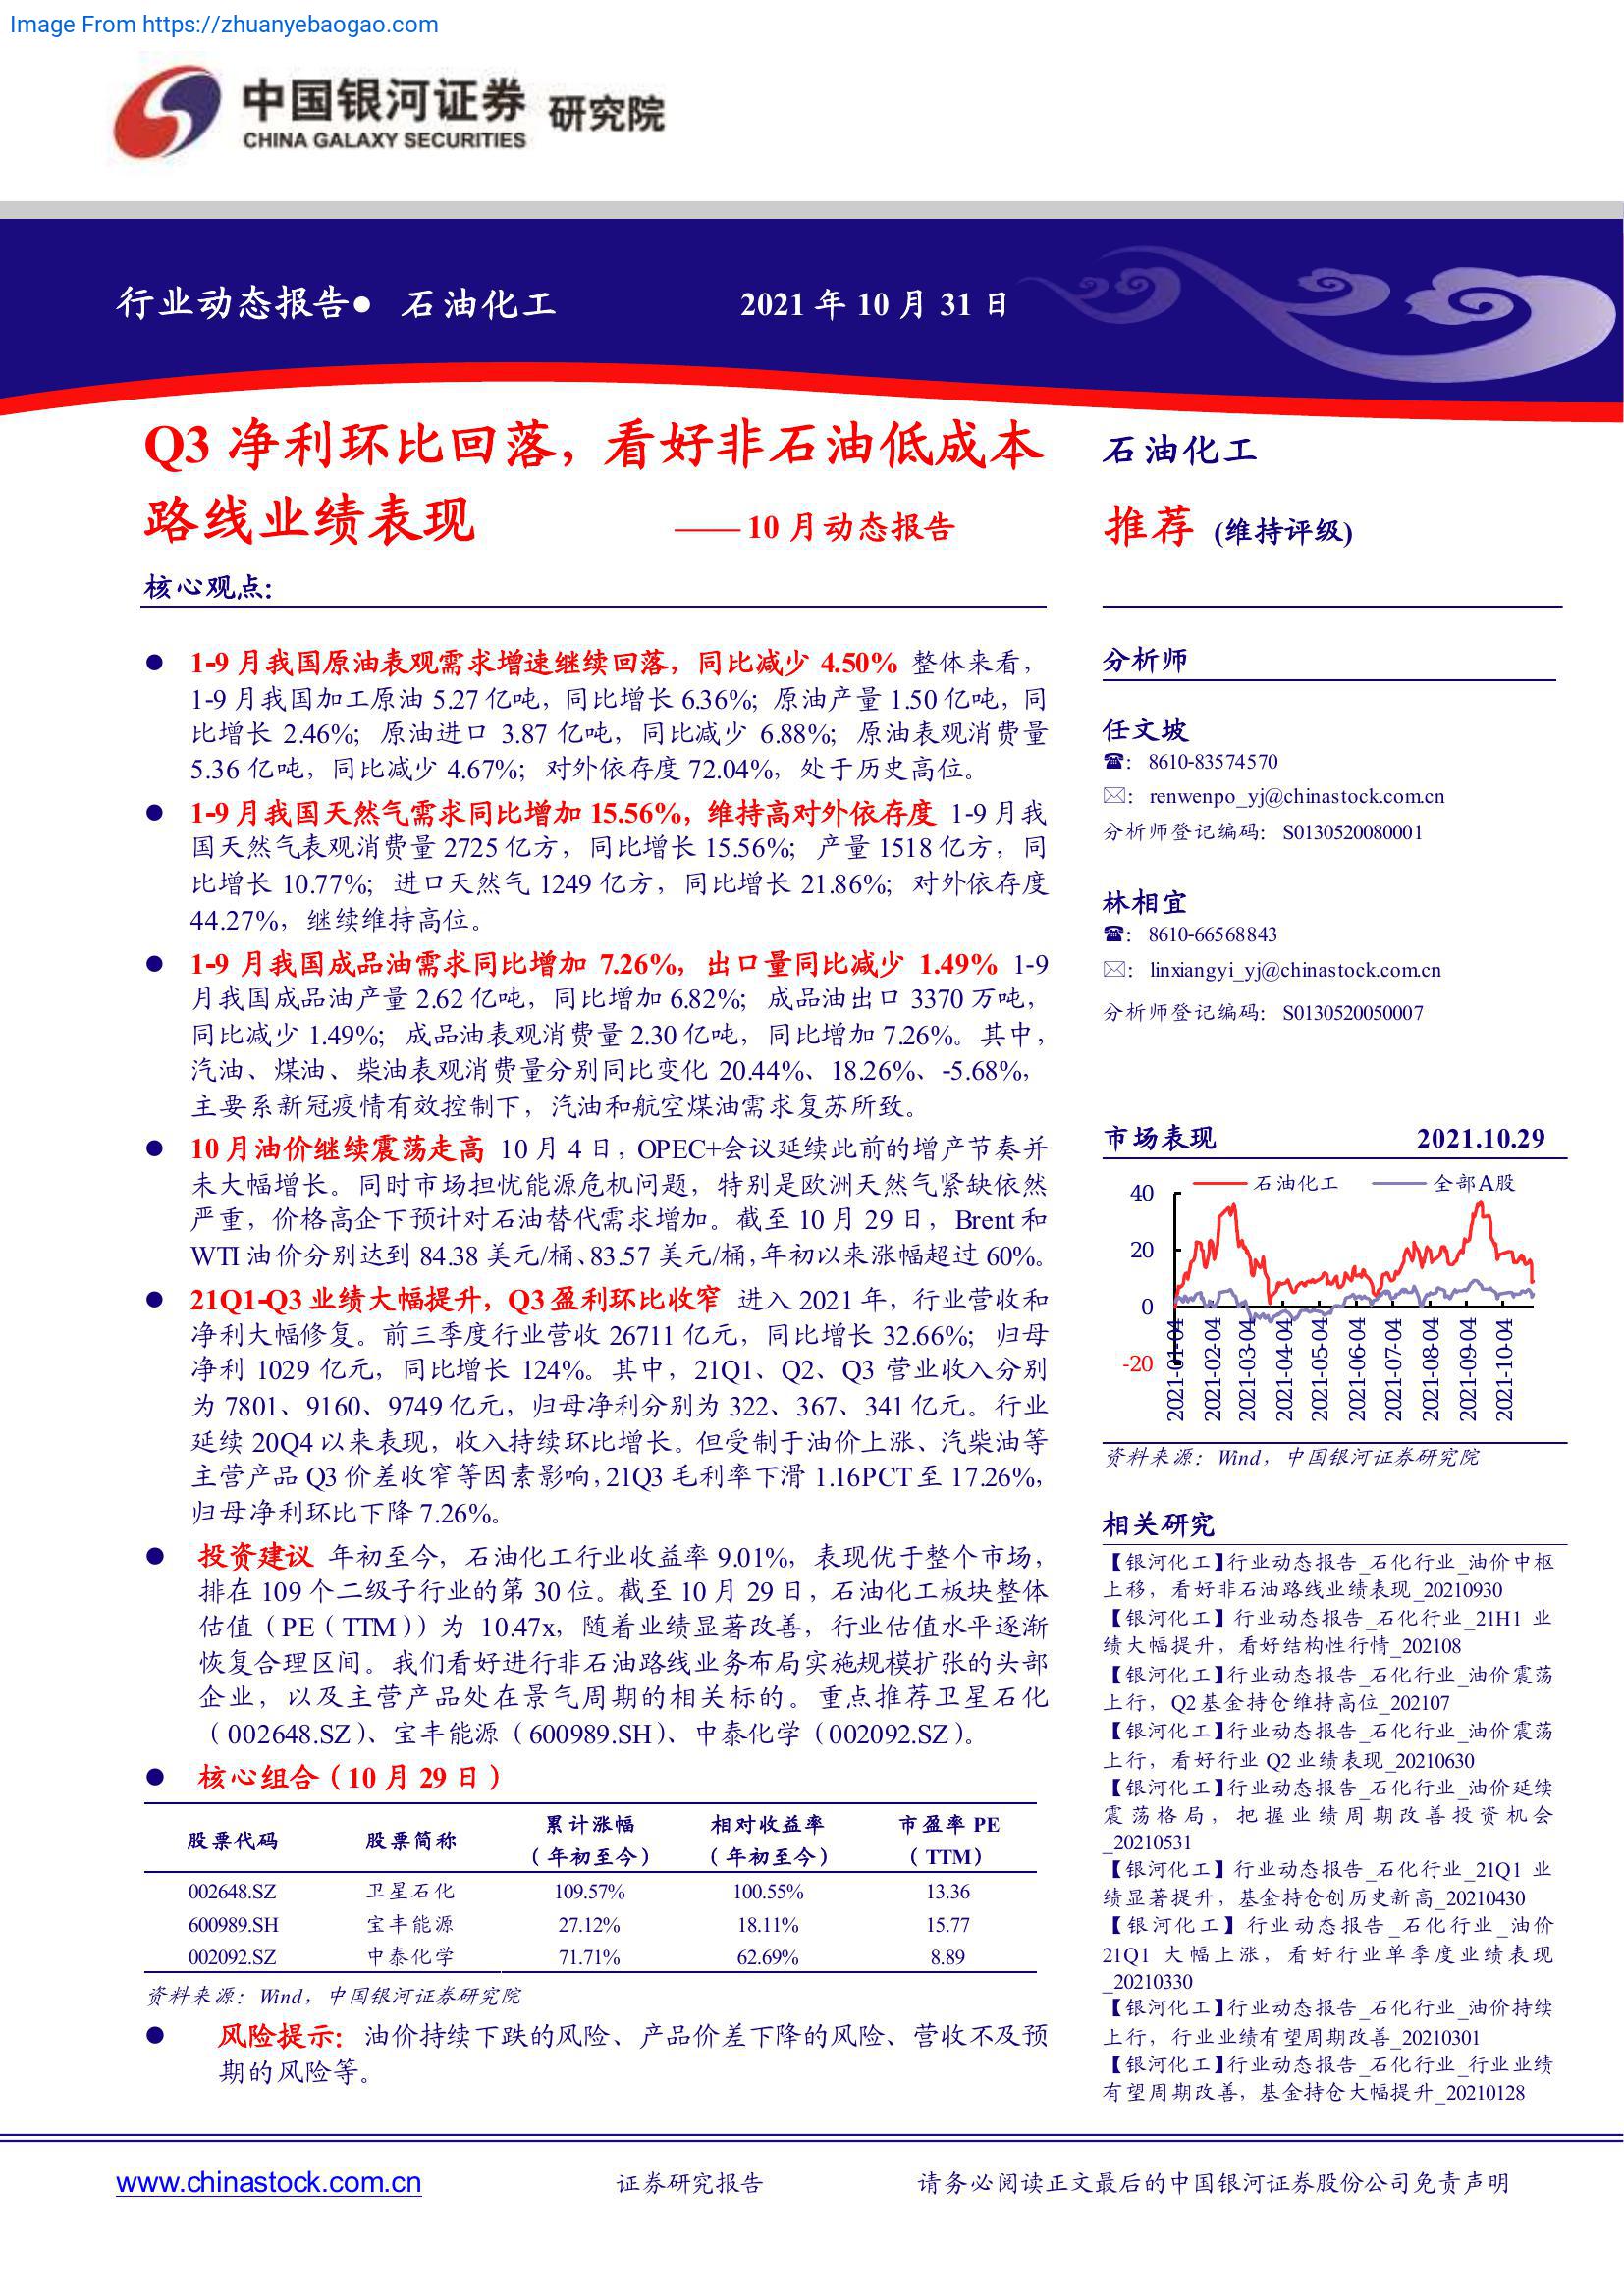 Image From https://zhuanyebaogao.com
中国银河证券 研究院
CHINA GALAXY SECURITIES
行业动态报告● 石油化工 2021 年 10 月 31 日
Q3 净利环比回落，看好非石油低成本
路线业绩表现 —— 10 月动态报告
核心观点：
● 1-9 月我国原油表观需求增速继续回落，同比减少 4.50% 整体来看，
1-9 月我国加工原油 5.27 亿吨，同比增长 6.36%；原油产量 1.50 亿吨，同
比增长 2.46%；原油进口 3.87 亿吨，同比减少 6.88%；原油表观消费量
5.36 亿吨，同比减少 4.67%；对外依存度 72.04%，处于历史高位。
● 1-9 月我国天然气需求同比增加 15.56%，维持高对外依存度 1-9 月我
国天然气表观消费量 2725 亿方，同比增长 15.56%；产量 1518 亿方，同
比增长 10.77%；进口天然气 1249 亿方，同比增长 21.86%；对外依存度
44.27%，继续维持高位。
● 1-9 月我国成品油需求同比增加 7.26%，出口量同比减少 1.49% 1-9
月我国成品油产量 2.62 亿吨，同比增加 6.82%；成品油出口 3370 万吨，
同比减少 1.49%；成品油表观消费量 2.30 亿吨，同比增加 7.26%。其中，
汽油、煤油、柴油表观消费量分别同比变化 20.44%、18.26%、-5.68%，
主要系新冠疫情有效控制下，汽油和航空煤油需求复苏所致。
● 10 月油价继续震荡走高 10 月 4 日，OPEC+会议延续此前的增产节奏并
未大幅增长。同时市场担忧能源危机问题，特别是欧洲天然气紧缺依然
严重，价格高企下预计对石油替代需求增加。截至 10 月 29 日，Brent 和
WTI 油价分别达到 84.38 美元/桶、83.57 美元/桶，年初以来涨幅超过 60%。
● 21Q1-Q3 业绩大幅提升，Q3 盈利环比收窄 进入 2021 年，行业营收和
净利大幅修复。前三季度行业营收 26711 亿元，同比增长 32.66%；归母
净利 1029 亿元，同比增长 124%。其中，21Q1、Q2、Q3 营业收入分别
为 7801、9160、9749 亿元，归母净利分别为 322、367、341 亿元。行业
延续 20Q4 以来表现，收入持续环比增长。但受制于油价上涨、汽柴油等
主营产品 Q3 价差收窄等因素影响，21Q3 毛利率下滑 1.16PCT 至 17.26%，
归母净利环比下降 7.26%。
● 投资建议 年初至今，石油化工行业收益率 9.01%，表现优于整个市场，
排在 109 个二级子行业的第 30 位。截至 10 月 29 日，石油化工板块整体
估值（PE（TTM））为 10.47x，随着业绩显著改善，行业估值水平逐渐
恢复合理区间。我们看好进行非石油路线业务布局实施规模扩张的头部
企业，以及主营产品处在景气周期的相关标的。重点推荐卫星石化
（002648.SZ）、宝丰能源（600989.SH）、中泰化学（002092.SZ）。
● 核心组合（10 月 29 日）
股票代码 股票简称 累计涨幅（年初至今） 相对收益率（年初至今） 市盈率 PE（TTM）
002648.SZ 卫星石化 109.57% 100.55% 13.36
600989.SH 宝丰能源 27.12% 18.11% 15.77
002092.SZ 中泰化学 71.71% 62.69% 8.89
资料来源：Wind，中国银河证券研究院
● 风险提示：油价持续下跌的风险、产品价差下降的风险、营收不及预
期的风险等。
石油化工
推荐 (维持评级)
分析师
任文坡
☎： 8610-83574570
✉： renwenpo_yj@chinastock.com.cn
分析师登记编码： S0130520080001
林相宜
☎： 8610-66568843
✉： linxiangyi_yj@chinastock.com.cn
分析师登记编码： S0130520050007
市场表现 2021.10.29
石油化工 全部A股
40
20
0
-20
2021-01-04
2021-02-04
2021-03-04
2021-04-04
2021-05-04
2021-06-04
2021-07-04
2021-08-04
2021-09-04
2021-10-04
资料来源：Wind，中国银河证券研究院
相关研究
【银河化工】行业动态报告_石化行业_油价中枢
上移，看好非石油路线业绩表现_20210930
【银河化工】行业动态报告_石化行业_21H1 业
绩大幅提升，看好结构性行情_202108
【银河化工】行业动态报告_石化行业_油价震荡
上行，Q2 基金持仓维持高位_202107
【银河化工】行业动态报告_石化行业_油价震荡
上行，看好行业 Q2 业绩表现_20210630
【银河化工】行业动态报告_石化行业_油价延续
震荡格局，把握业绩周期改善投资机会
_20210531
【银河化工】行业动态报告_石化行业_21Q1 业
绩显著提升，基金持仓创历史新高_20210430
【银河化工】行业动态报告_石化行业_油价
21Q1 大幅上涨，看好行业单季度业绩表现
_20210330
【银河化工】行业动态报告_石化行业_油价持续
上行，行业业绩有望周期改善_20210301
【银河化工】行业动态报告_石化行业_行业业绩
有望周期改善，基金持仓大幅提升_20210128
www.chinastock.com.cn 证券研究报告 请务必阅读正文最后的中国银河证券股份公司免责声明